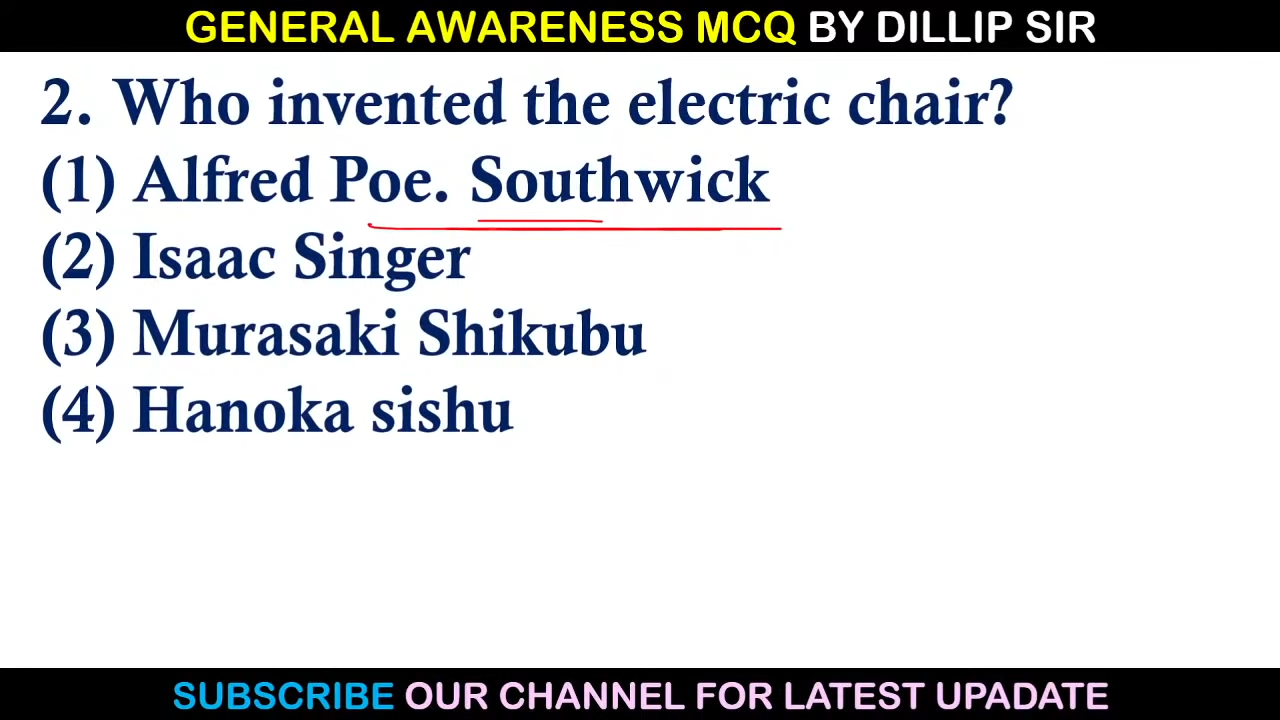 GENERAL AWARENESS MCQ BY DILLIP SIR
2. Who invented the electric chair?
(1) Alfred Poe. Southwick
(2) Isaac Singer
(3) Murasaki Shikubu
(4) Hanoka sishu
SUBSCRIBE OUR CHANNEL FOR LATEST UPADATE